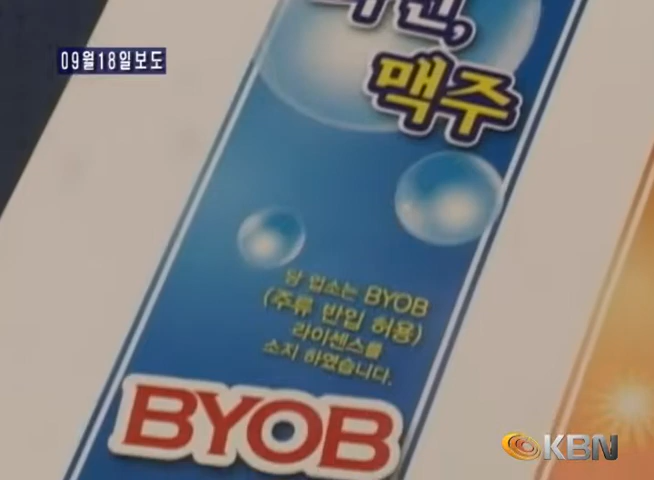 09월18일보도
맥주
당 업소는 BYOB
(주류 반입 허용)
라이센스를
소지 하였습니다.
BYOB
KBN